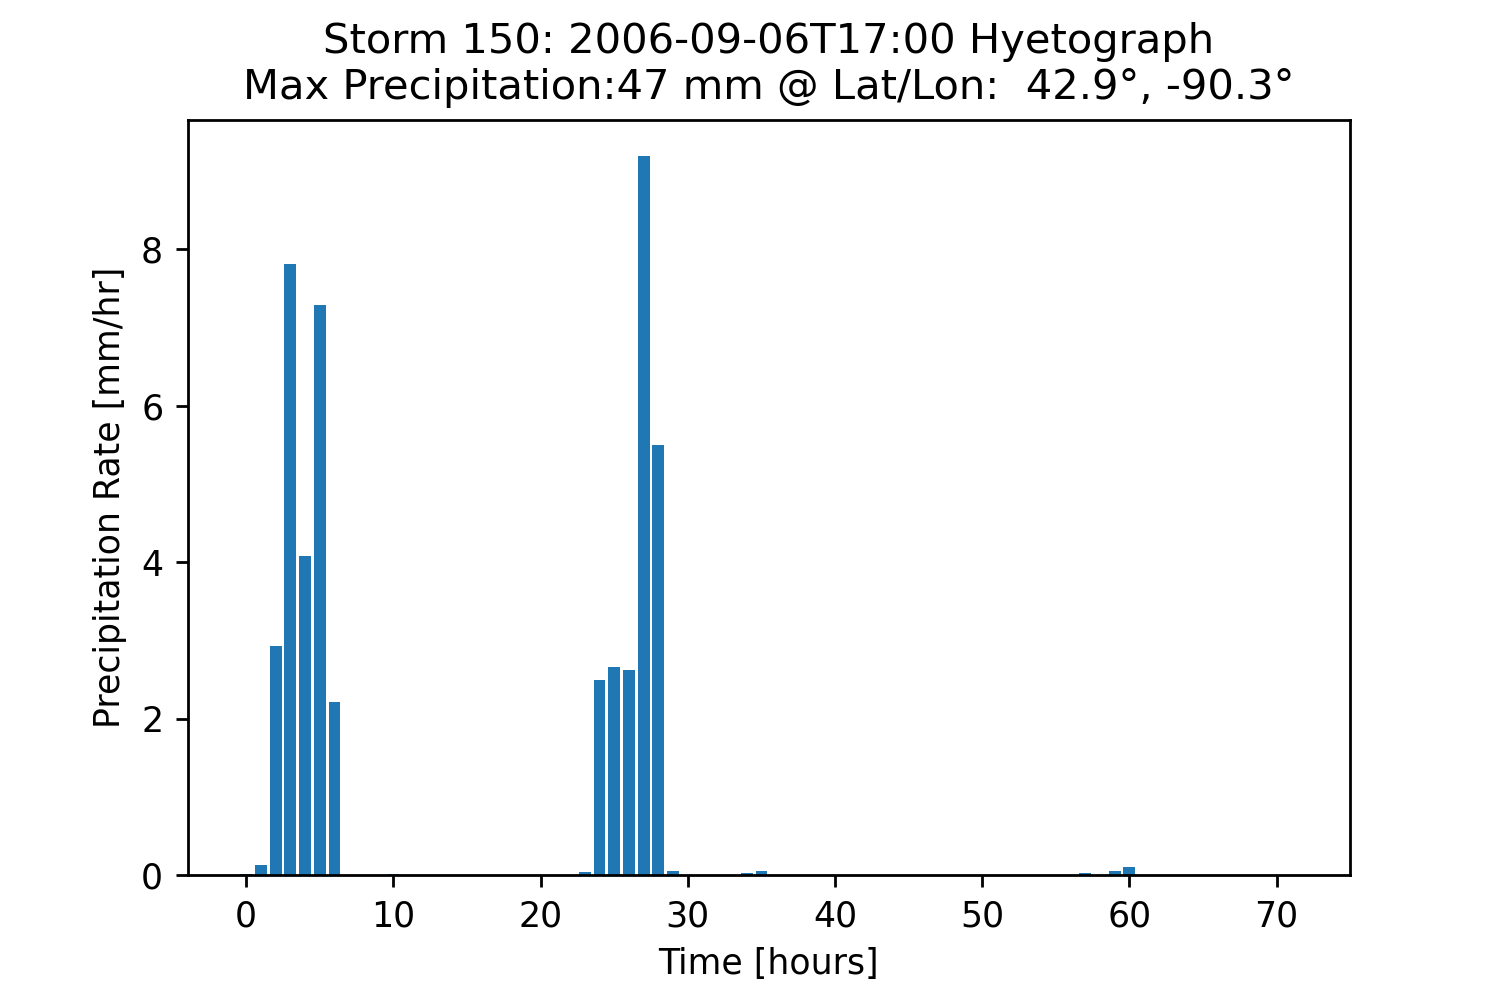 Storm 150: 2006-09-06T17:00 Hyetograph
Max Precipitation:47 mm @ Lat/Lon:  42.9°, -90.3°
Precipitation Rate [mm/hr]
8
6
4
2
0
0 10 20 30 40 50 60 70
Time [hours]